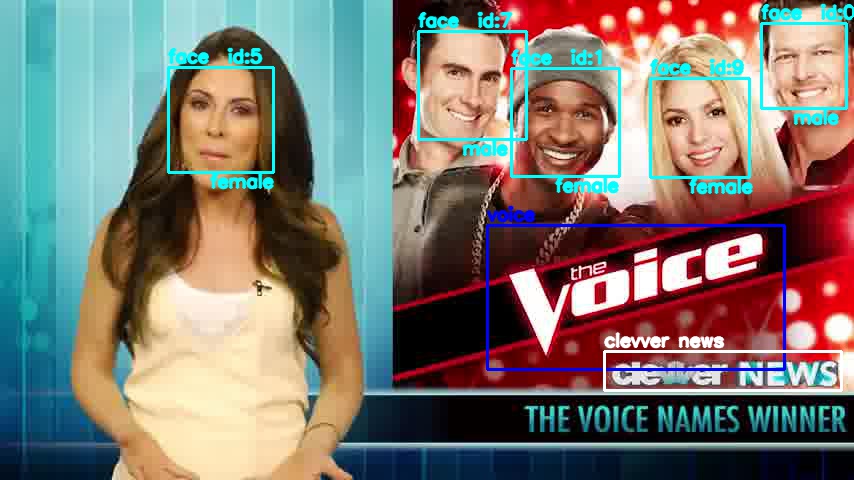 face id:5
female
face id:7
male
face id:1
female
face id:9
female
face id:0
male
voice
the
Voice
clevver news
clevver NEWS
THE VOICE NAMES WINNER